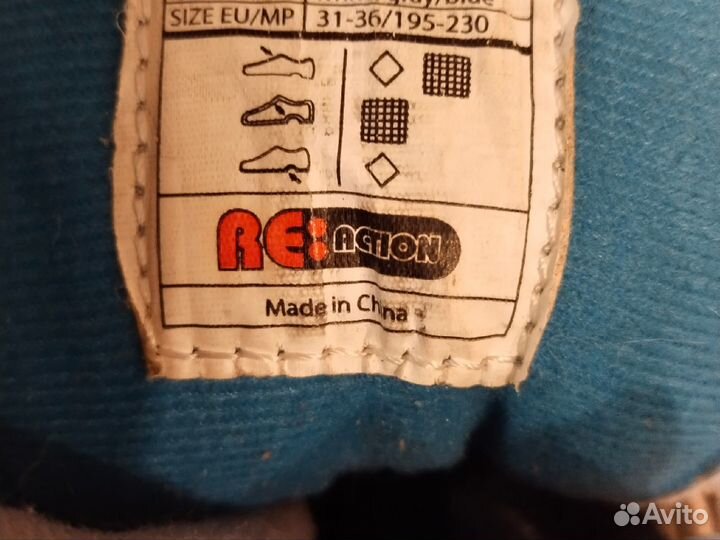 SIZE EU/MP 31-36/195-230
RE:ACTION
Made in China
Avito